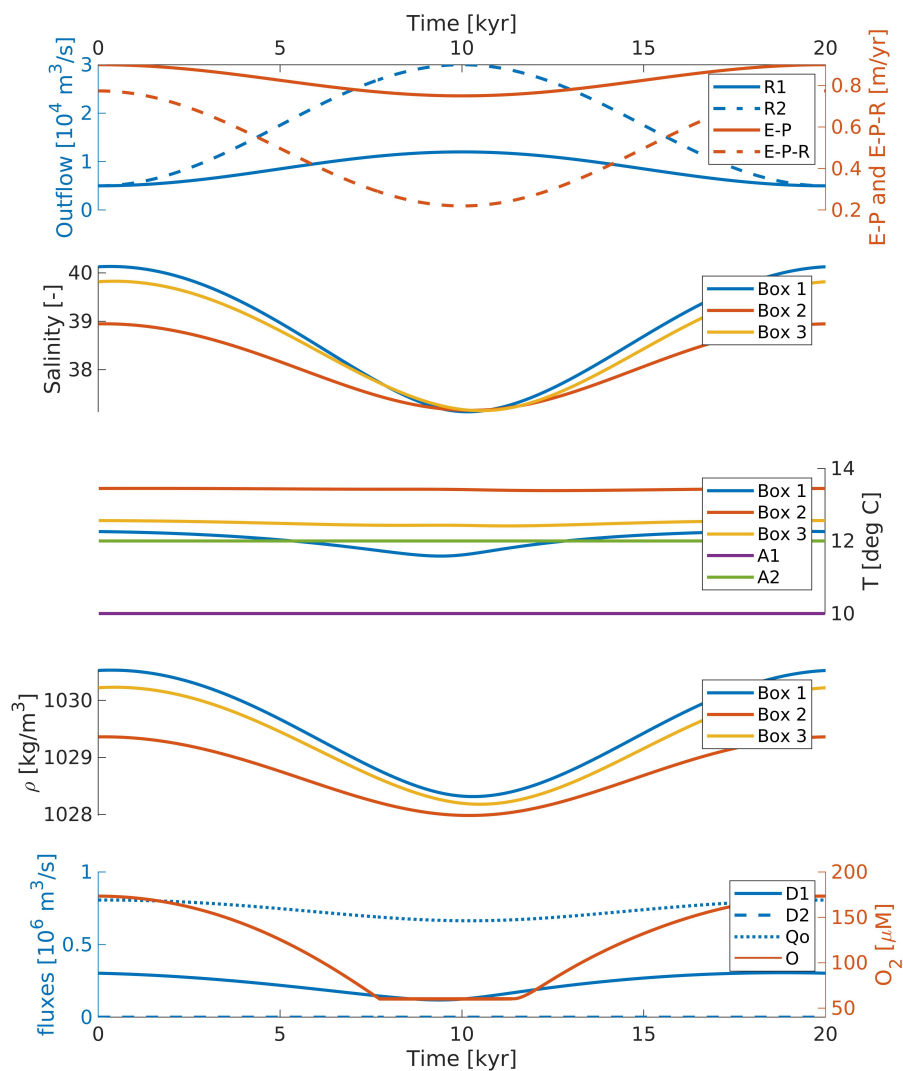 Time [kyr]
0 5 10 15 20
Outflow [10⁴ m³/s]
3
2
1
0
R1
R2
E-P
E-P-R
0.8
0.6
0.4
0.2
E-P and E-P-R [m/yr]
Salinity [-]
40
39
38
Box 1
Box 2
Box 3
Box 1
Box 2
Box 3
A1
A2
14
12
10
T [deg C]
ρ [kg/m³]
1030
1029
1028
Box 1
Box 2
Box 3
fluxes [10⁶ m³/s]
1
0.5
0
D1
D2
Qo
O
200
150
100
50
O₂ [μM]
0 5 10 15 20
Time [kyr]